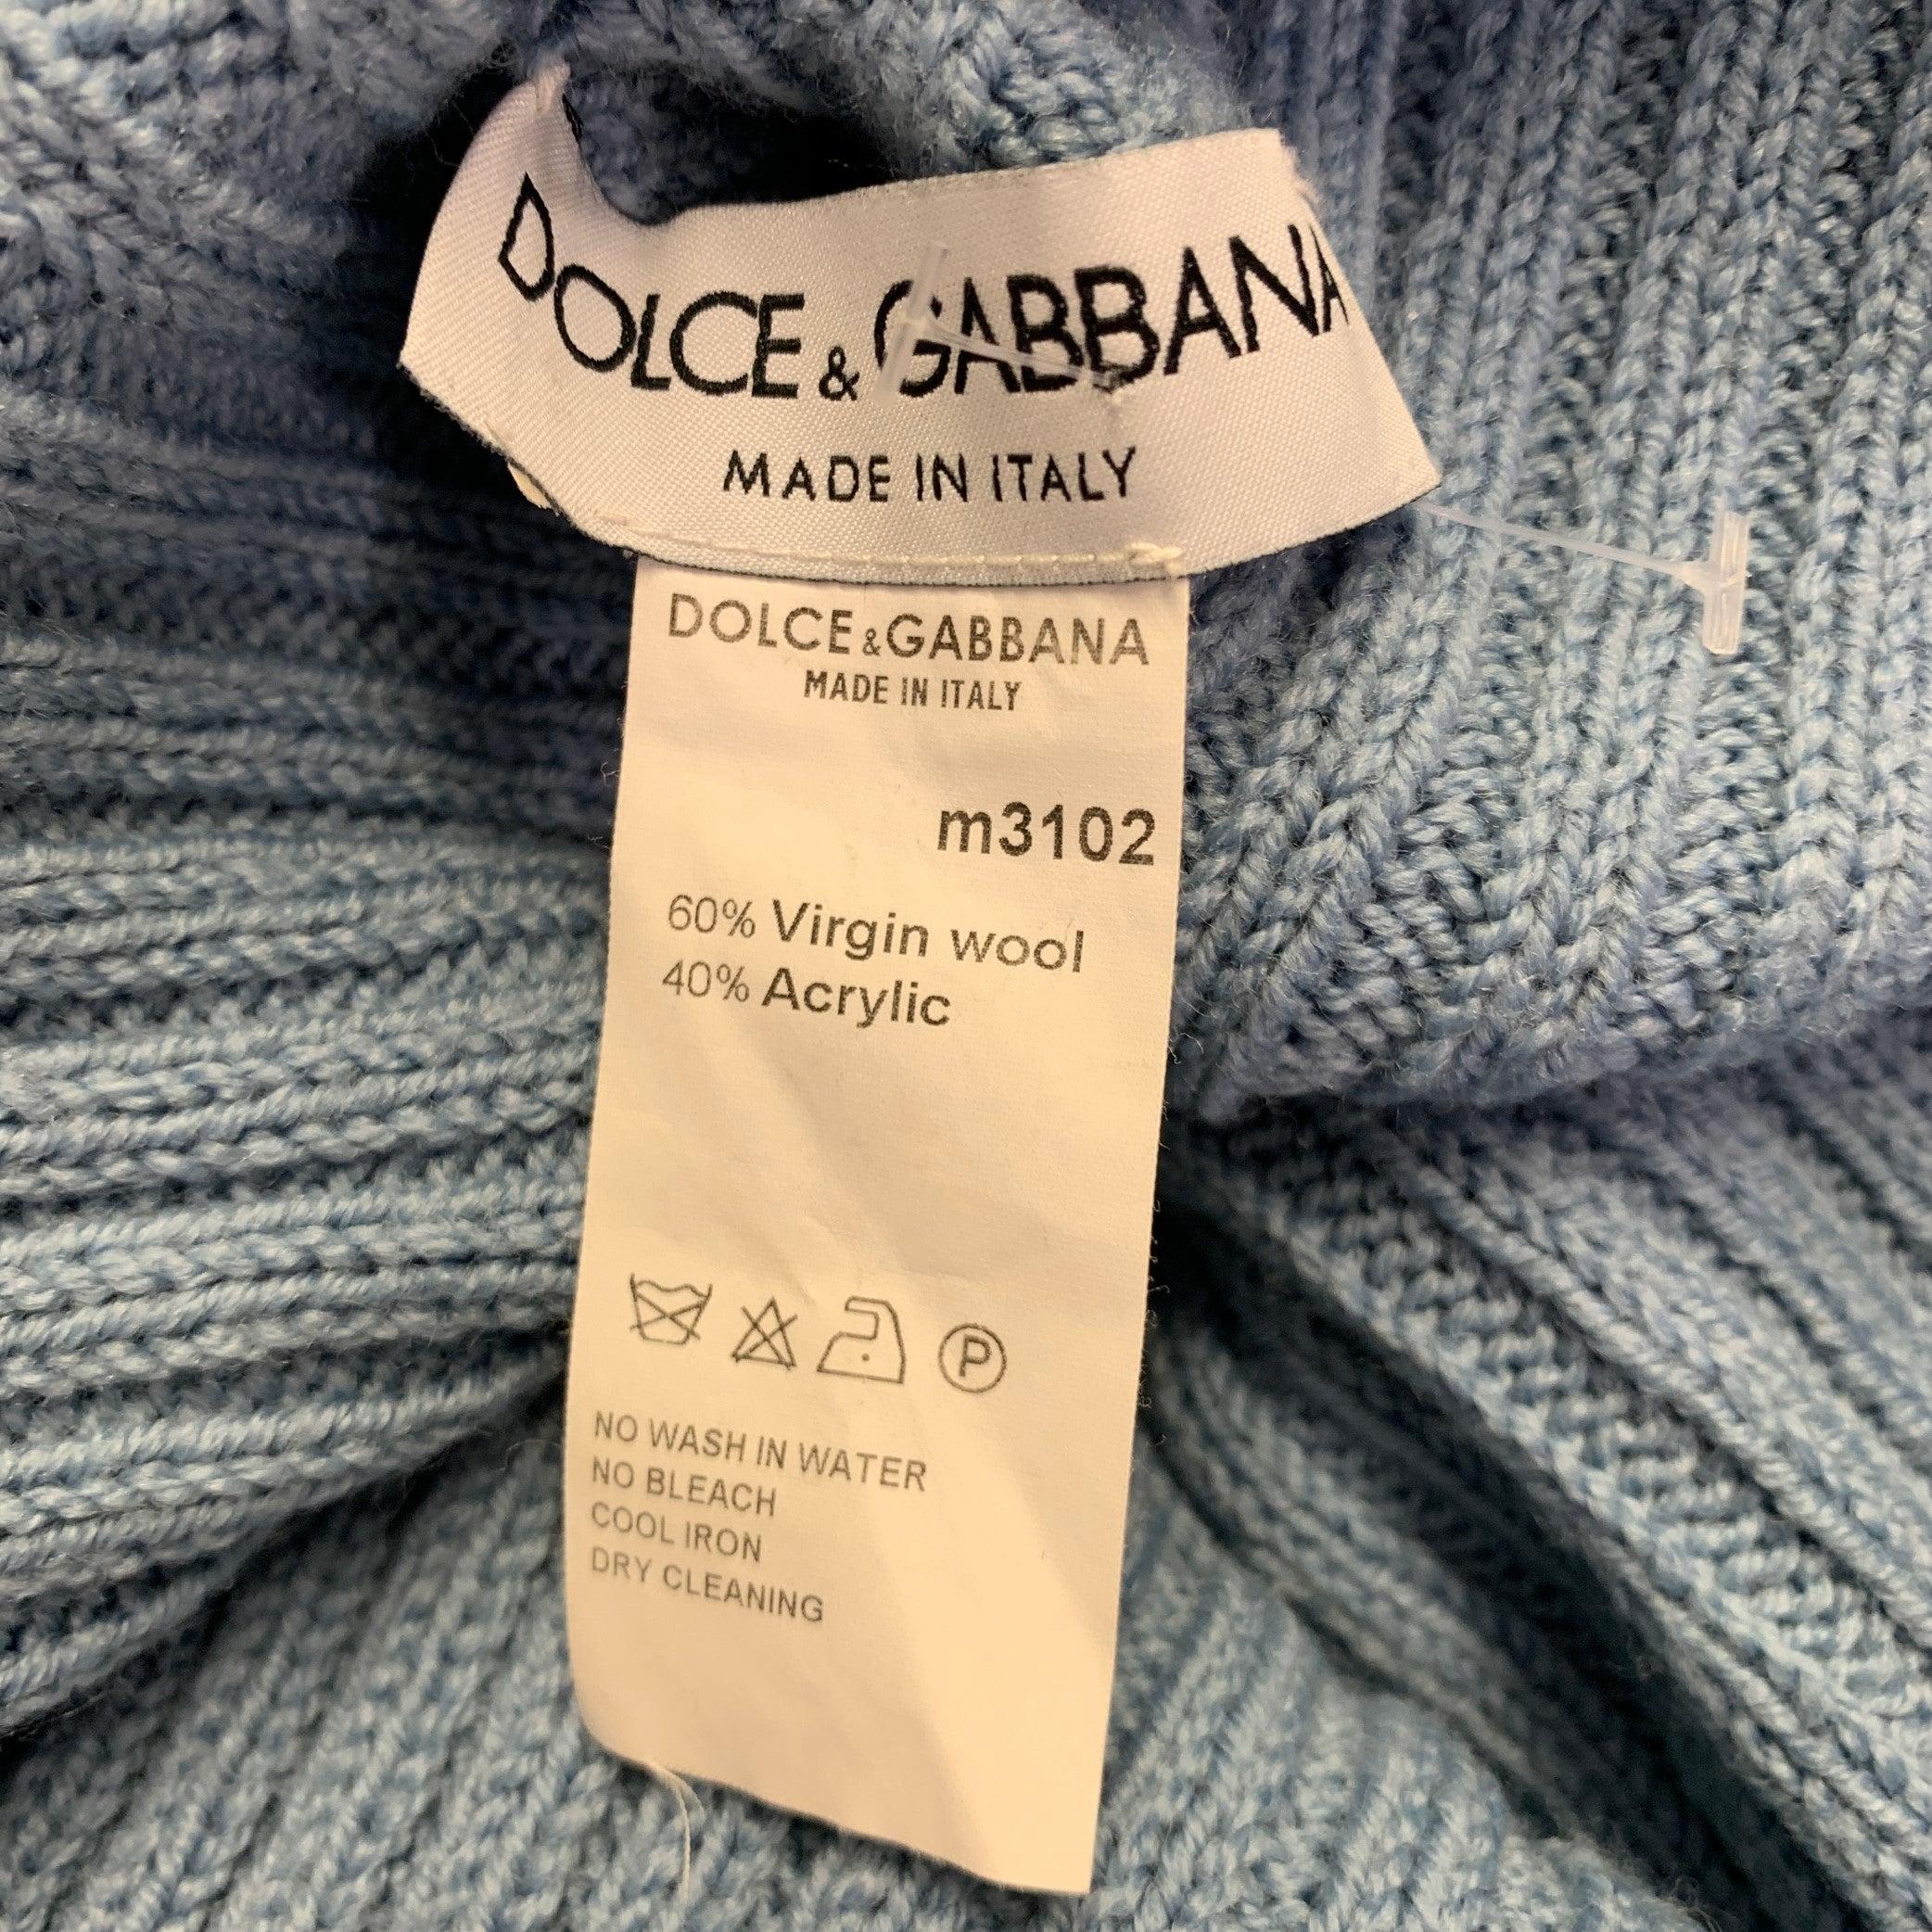 DOLCE & GABBANA
MADE IN ITALY
DOLCE & GABBANA
MADE IN ITALY
m3102
60% Virgin wool
40% Acrylic
P
NO WASH IN WATER
NO BLEACH
COOL IRON
DRY CLEANING